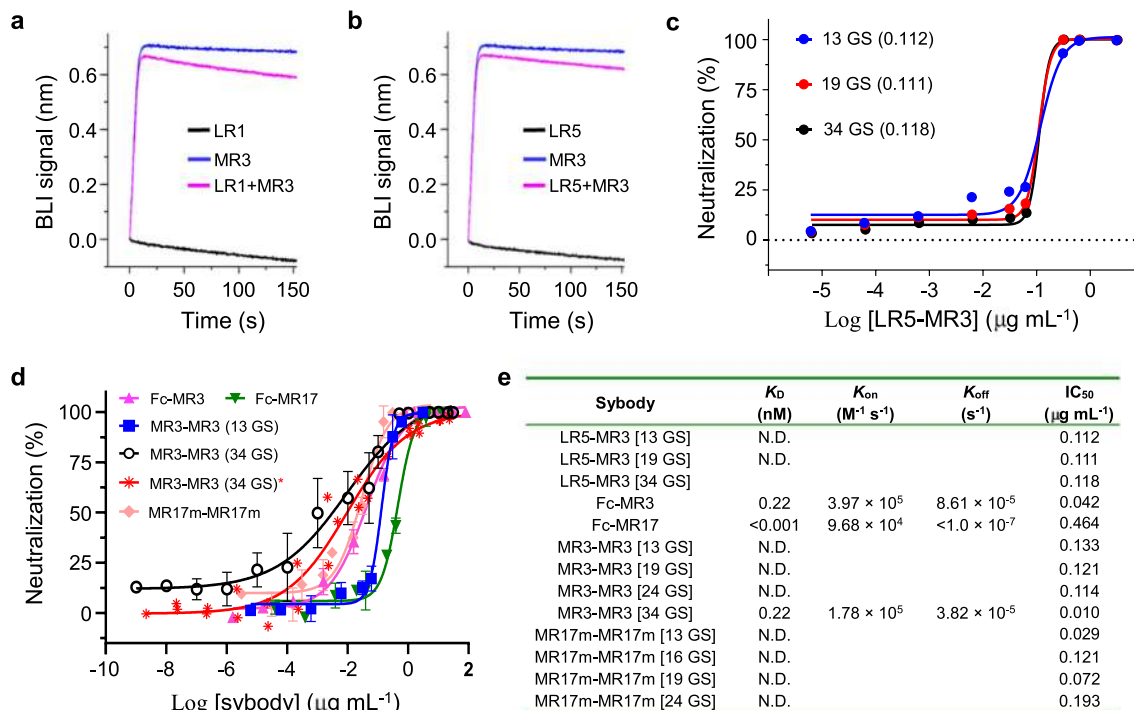 a
BLI signal (nm)
0.6
0.4
0.2
0.0
LR1
MR3
LR1+MR3
0 50 100 150
Time (s)
b
BLI signal (nm)
0.6
0.4
0.2
0.0
LR5
MR3
LR5+MR3
0 50 100 150
Time (s)
c
Neutralization (%)
100
75
50
25
0
13 GS (0.112)
19 GS (0.111)
34 GS (0.118)
-5 -4 -3 -2 -1 0 1
Log [LR5-MR3] (μg mL-1)
d
Neutralization (%)
100
75
50
25
0
Fc-MR3 Fc-MR17
MR3-MR3 (13 GS)
MR3-MR3 (34 GS)
MR3-MR3 (34 GS)*
MR17m-MR17m
-10 -8 -6 -4 -2 0 2
Log [sybody] (μg mL-1)
e
Sybody KD (nM) Kon (M-1 s-1) Koff (s-1) IC50 (μg mL-1)
LR5-MR3 [13 GS] N.D. 0.112
LR5-MR3 [19 GS] N.D. 0.111
LR5-MR3 [34 GS] 0.118
Fc-MR3 0.22 3.97 × 10⁵ 8.61 × 10⁻⁵ 0.042
Fc-MR17 <0.001 9.68 × 10⁴ <1.0 × 10⁻⁷ 0.464
MR3-MR3 [13 GS] N.D. 0.133
MR3-MR3 [19 GS] N.D. 0.121
MR3-MR3 [24 GS] N.D. 0.114
MR3-MR3 [34 GS] 0.22 1.78 × 10⁵ 3.82 × 10⁻⁵ 0.010
MR17m-MR17m [13 GS] N.D. 0.029
MR17m-MR17m [16 GS] N.D. 0.121
MR17m-MR17m [19 GS] N.D. 0.072
MR17m-MR17m [24 GS] N.D. 0.193